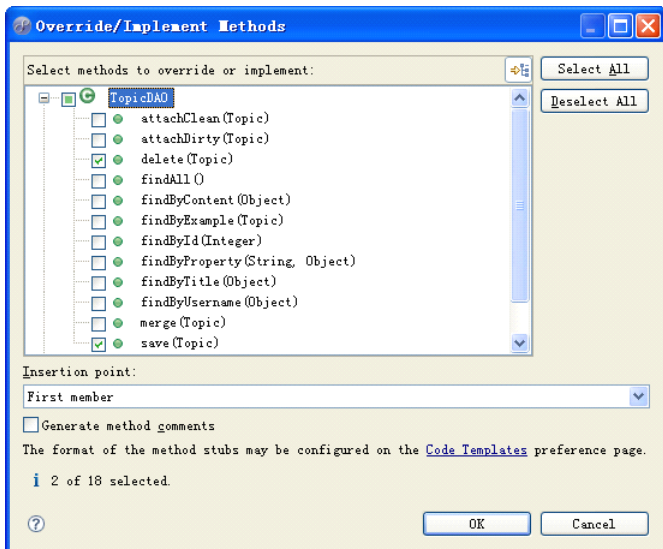 Override/Implement Methods
Select methods to override or implement:
Select All
Deselect All
TopicDAO
attachClean(Topic)
attachDirty(Topic)
delete(Topic)
findAll()
findByContent(Object)
findByExample(Topic)
findById(Integer)
findByProperty(String, Object)
findByTitle(Object)
findByUsername(Object)
merge(Topic)
save(Topic)
Insertion point:
First member
Generate method comments
The format of the method stubs may be configured on the Code Templates preference page.
i 2 of 18 selected.
? OK Cancel